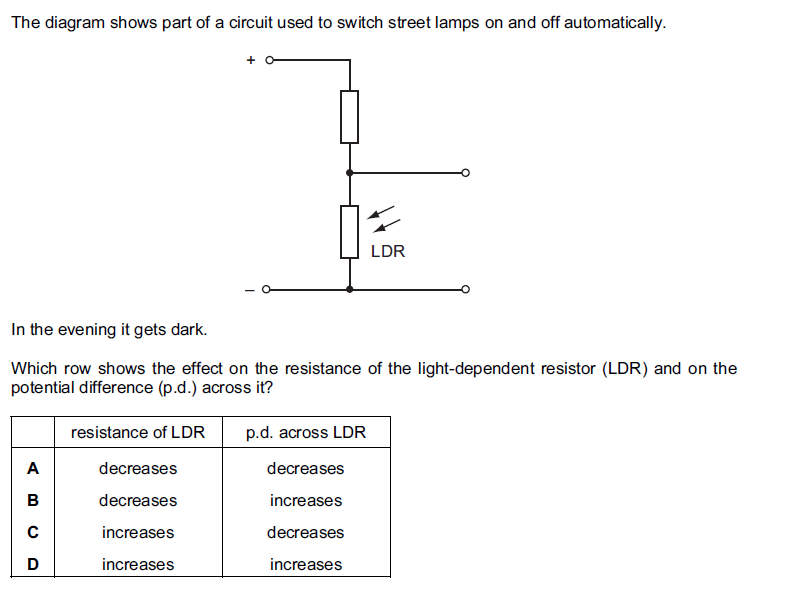 The diagram shows part of a circuit used to switch street lamps on and off automatically.
+
LDR
–
In the evening it gets dark.
Which row shows the effect on the resistance of the light-dependent resistor (LDR) and on the
potential difference (p.d.) across it?
resistance of LDR p.d. across LDR
A decreases decreases
B decreases increases
C increases decreases
D increases increases